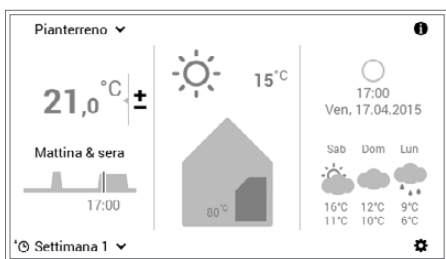 Pianterreno
21,0 °C ±
Mattina & sera
17:00
Settimana 1
15°C
80°C
17:00
Ven, 17.04.2015
Sab Dom Lun
16°C 12°C 9°C
11°C 10°C 6°C